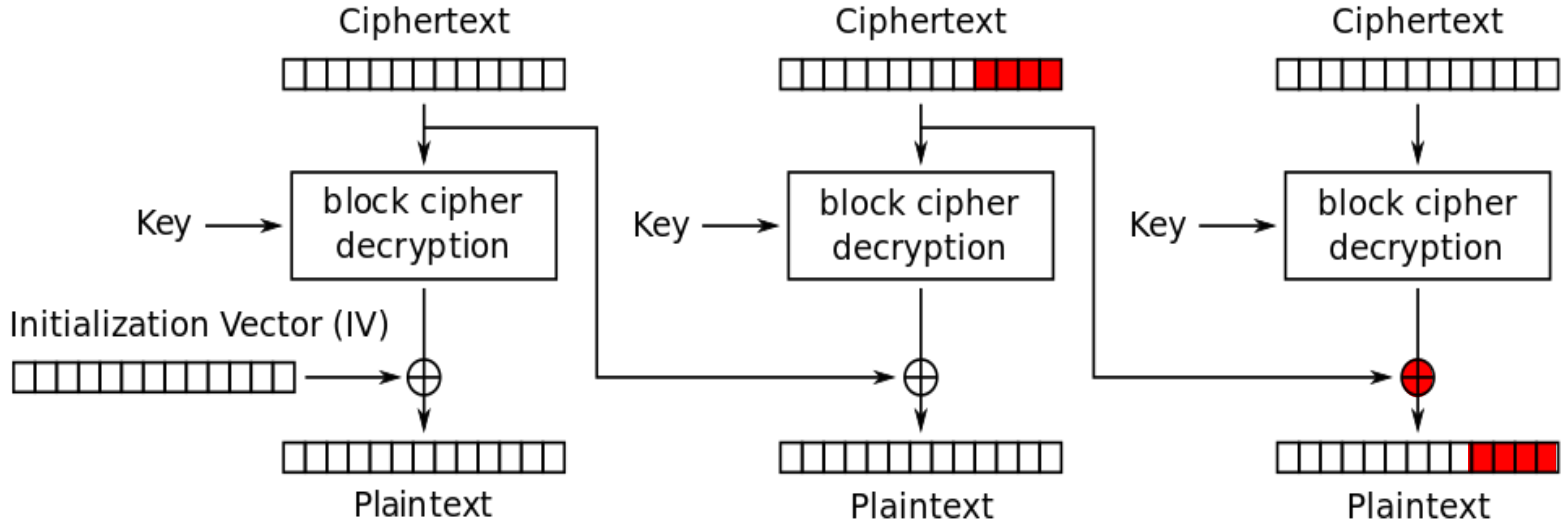 Ciphertext
Ciphertext
Ciphertext
Key
block cipher
decryption
Key
block cipher
decryption
Key
block cipher
decryption
Initialization Vector (IV)
Plaintext
Plaintext
Plaintext